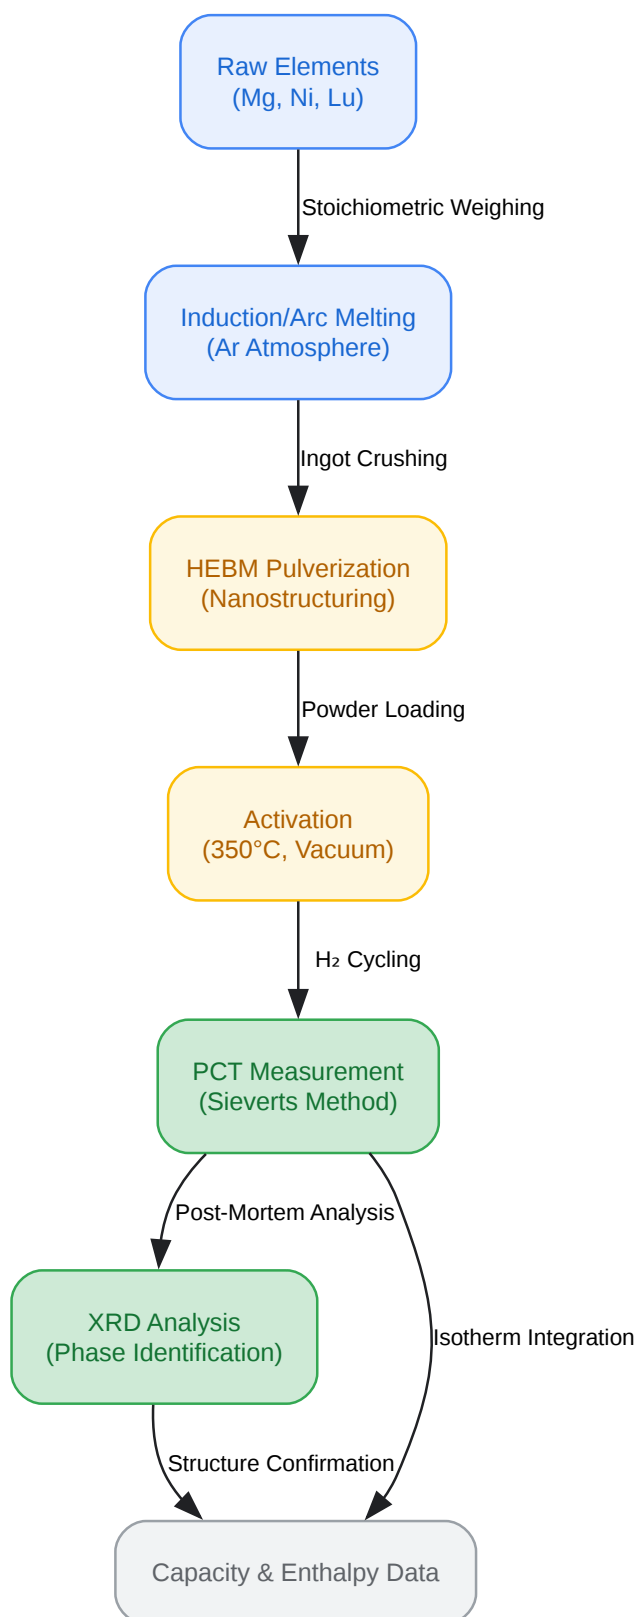 Raw Elements
(Mg, Ni, Lu)
Stoichiometric Weighing
Induction/Arc Melting
(Ar Atmosphere)
Ingot Crushing
HEBM Pulverization
(Nanostructuring)
Powder Loading
Activation
(350°C, Vacuum)
H₂ Cycling
PCT Measurement
(Sieverts Method)
Post-Mortem Analysis
XRD Analysis
(Phase Identification)
Isotherm Integration
Structure Confirmation
Capacity & Enthalpy Data